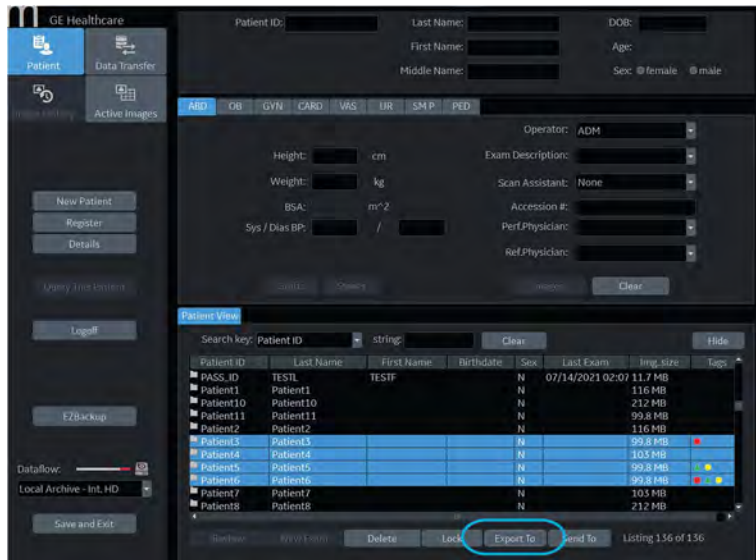 GE Healthcare
Patient ID: Last Name: DOB:
First Name: Age:
Middle Name: Sex: female male
Patient Data Transfer
Active Images
ABD OB GYN CARD VAS UR SM P PED
Operator: ADM
Height: cm Exam Description:
Weight: kg Scan Assistant: None
BSA: m^2 Accession #:
Sys / Dias BP: / Perf.Physician:
Ref.Physician:
Clear
New Patient
Register
Details
Query This Patient
Logoff
EZBackup
Dataflow:
Local Archive - Int. HD
Save and Exit
Patient View
Search key: Patient ID string: Clear Hide
Patient ID Last Name First Name Birthdate Sex Last Exam Img. size Tags
PASS_ID TESTL TESTF N 07/14/2021 02:07 11.7 MB
Patient1 Patient1 N 116 MB
Patient10 Patient10 N 212 MB
Patient11 Patient11 N 99.8 MB
Patient2 Patient2 N 116 MB
Patient3 Patient3 N 99.8 MB
Patient4 Patient4 N 103 MB
Patient5 Patient5 N 99.8 MB
Patient6 Patient6 N 99.8 MB
Patient7 Patient7 N 103 MB
Patient8 Patient8 N 212 MB
Review New Exam Delete Lock Export To Send To Listing 136 of 136